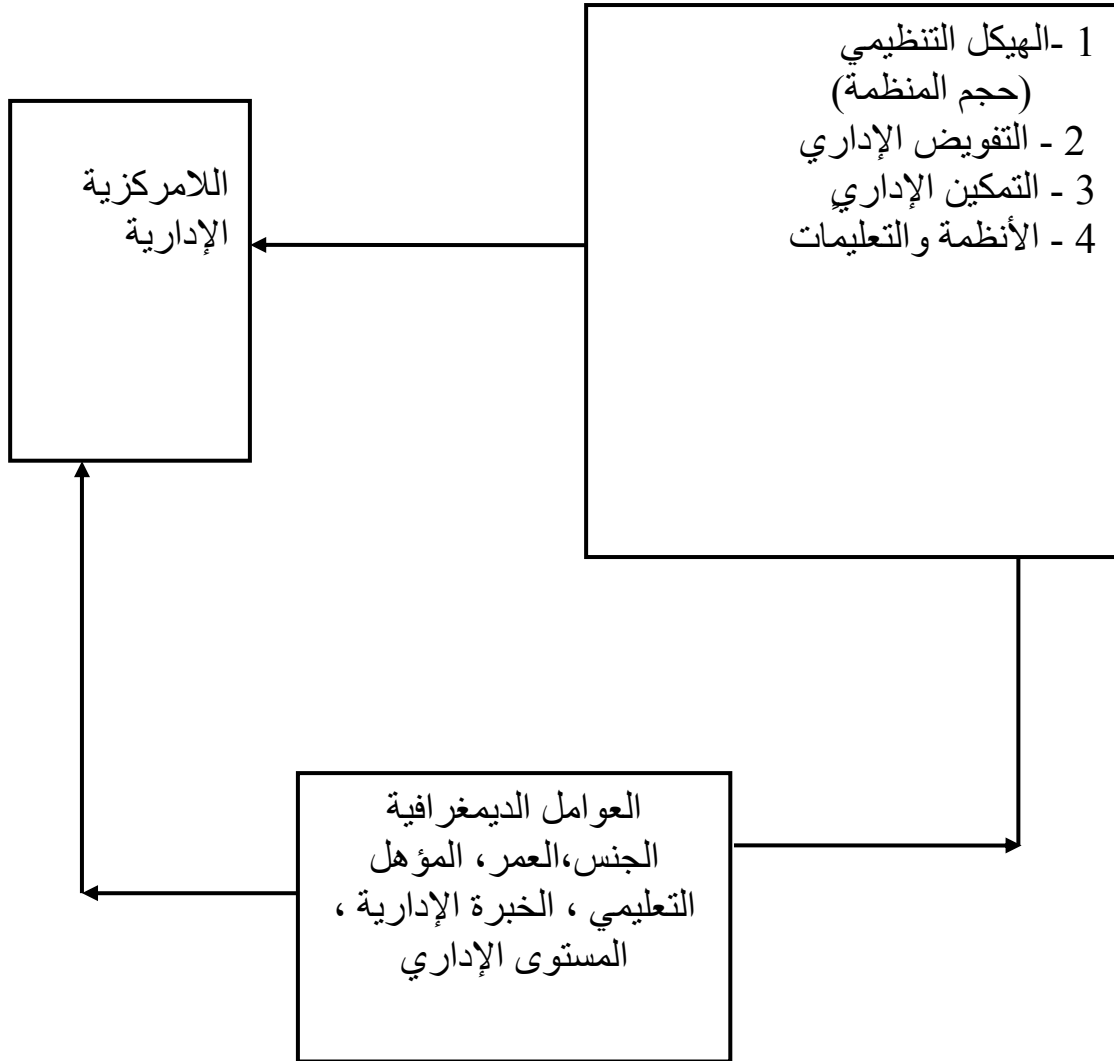 1 -الهيكل التنظيمي
(حجم المنظمة)
2 - التفويض الإداري
3 - التمكين الإداريٍ
4 - الأنظمة والتعليمات
اللامركزية
الإدارية
العوامل الديمغرافية
الجنس،العمر، المؤهل
التعليمي ، الخبرة الإدارية ،
المستوى الإداري